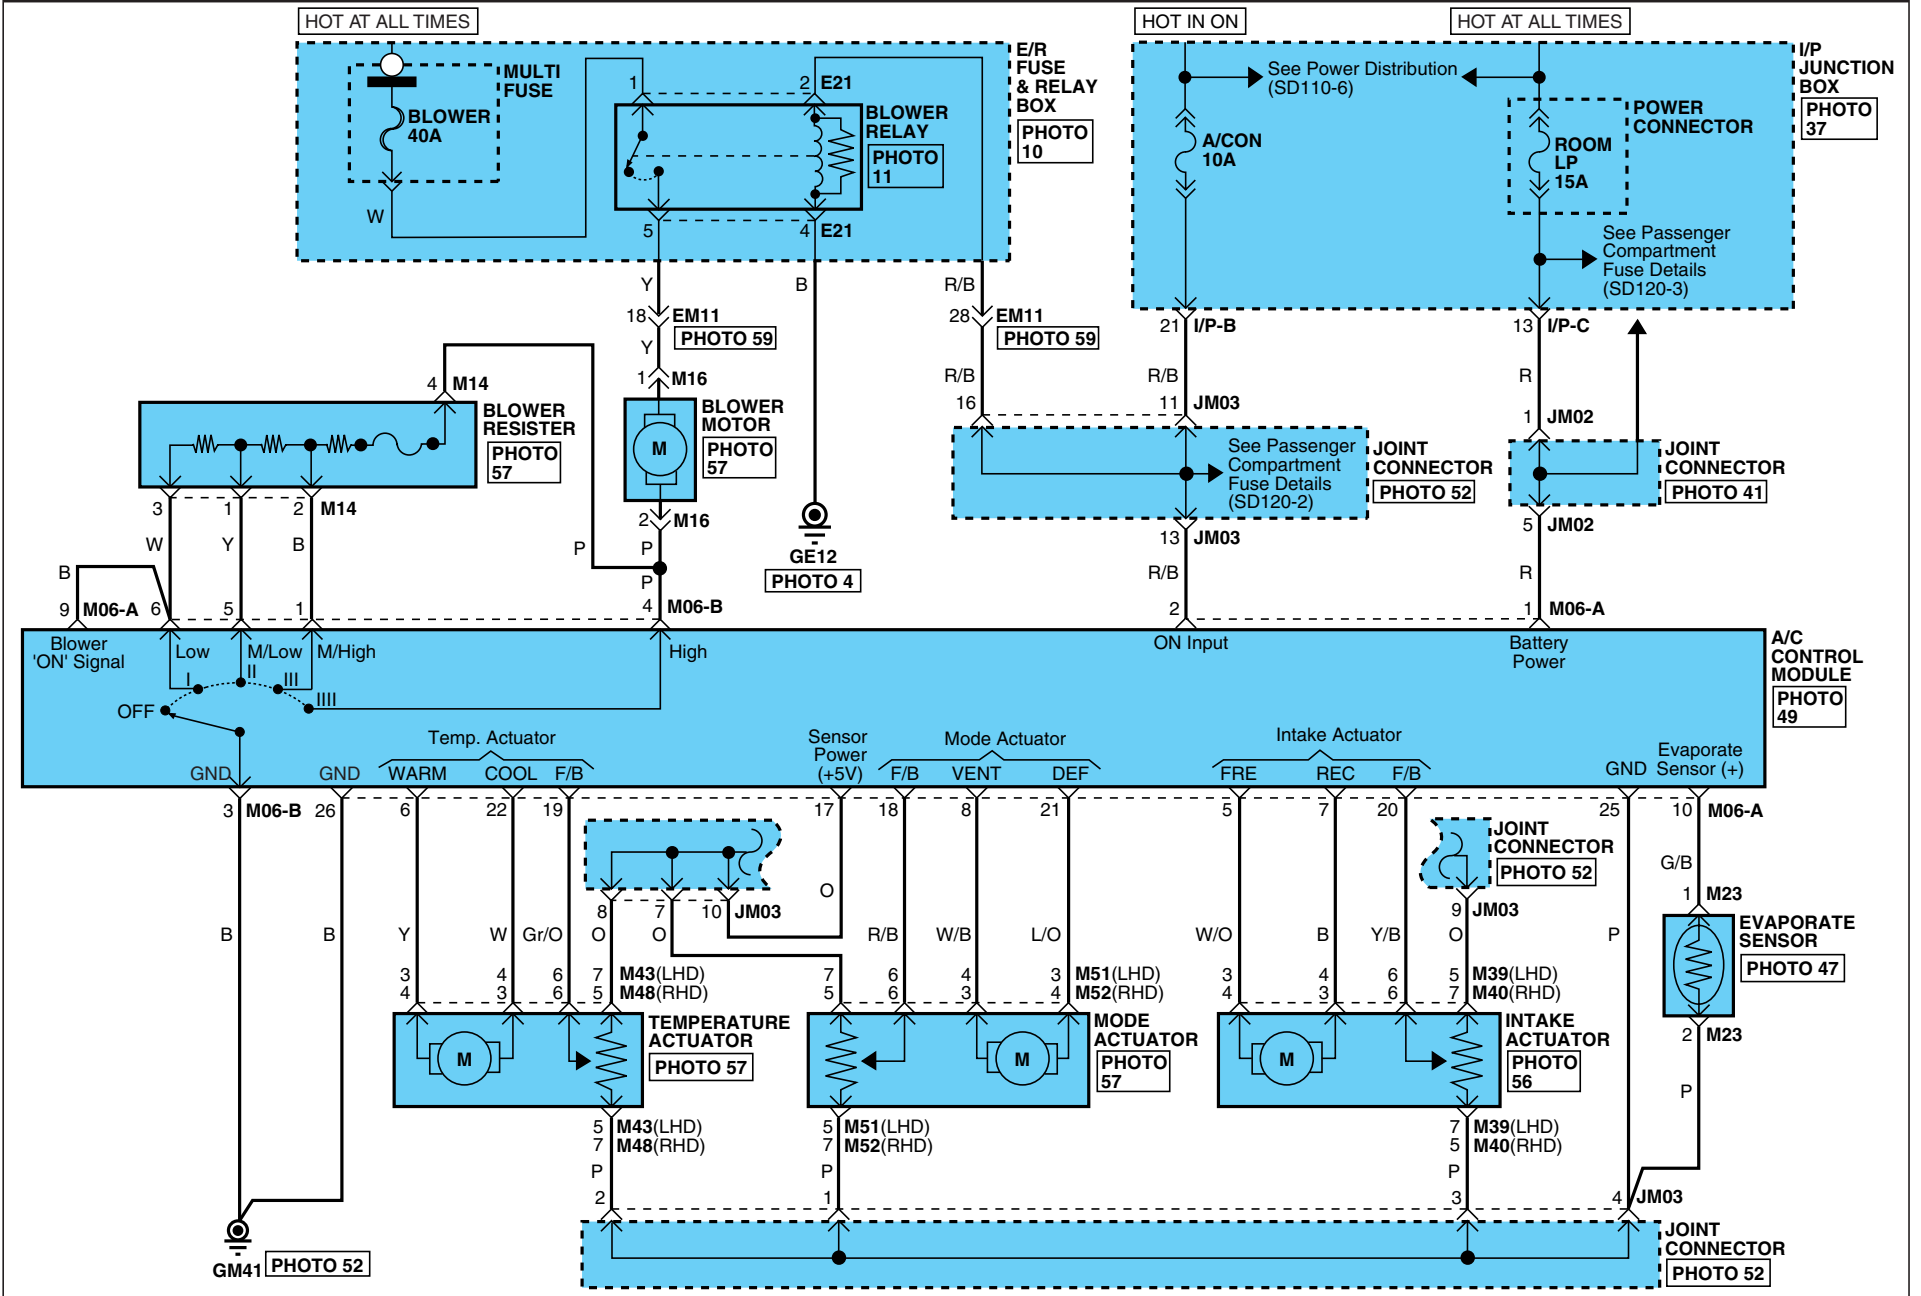 HOT AT ALL TIMES
HOT IN ON
HOT AT ALL TIMES
E/R
FUSE
& RELAY
BOX
PHOTO
10
MULTI
FUSE
BLOWER
40A
W
1
2
E21
BLOWER
RELAY
PHOTO
11
5
4
E21
See Power Distribution
(SD110-6)
A/CON
10A
POWER
CONNECTOR
ROOM
LP
15A
I/P
JUNCTION
BOX
PHOTO
37
See Passenger
Compartment
Fuse Details
(SD120-3)
Y
B
R/B
18
EM11
PHOTO 59
28
EM11
PHOTO 59
21
I/P-B
13
I/P-C
Y
1
M16
R/B
R/B
R
16
11
JM03
1
JM02
4
M14
BLOWER
RESISTER
PHOTO
57
BLOWER
MOTOR
PHOTO
57
M
See Passenger
Compartment
Fuse Details
(SD120-2)
JOINT
CONNECTOR
PHOTO 52
JOINT
CONNECTOR
PHOTO 41
3
1
2
M14
2
M16
13
JM03
5
JM02
W
Y
B
P
P
P
GE12
PHOTO 4
R/B
R
B
9
M06-A
6
5
1
4
M06-B
2
1
M06-A
Blower
'ON' Signal
Low
M/Low
M/High
High
ON Input
Battery
Power
A/C
CONTROL
MODULE
PHOTO
49
I
II
III
IIII
OFF
Temp. Actuator
Sensor
Power
(+5V)
Mode Actuator
Intake Actuator
Evaporate
Sensor (+)
GND
GND
WARM
COOL
F/B
F/B
VENT
DEF
FRE
REC
F/B
GND
3
M06-B
26
6
22
19
17
18
8
21
5
7
20
25
10
M06-A
JOINT
CONNECTOR
PHOTO 52
8
7
10
JM03
O
9
JM03
G/B
1
M23
B
B
Y
W
Gr/O
O
O
R/B
W/B
L/O
W/O
B
Y/B
O
P
EVAPORATE
SENSOR
PHOTO 47
3
4
6
7
M43(LHD)
4
3
6
5
M48(RHD)
7
6
4
3
M51(LHD)
5
6
3
4
M52(RHD)
3
4
6
5
M39(LHD)
4
3
6
7
M40(RHD)
M
TEMPERATURE
ACTUATOR
PHOTO 57
M
MODE
ACTUATOR
PHOTO
57
M
INTAKE
ACTUATOR
PHOTO
56
2
M23
P
5
M43(LHD)
7
M48(RHD)
5
M51(LHD)
7
M52(RHD)
7
M39(LHD)
5
M40(RHD)
P
P
P
2
1
3
4
JM03
GM41
PHOTO 52
JOINT
CONNECTOR
PHOTO 52